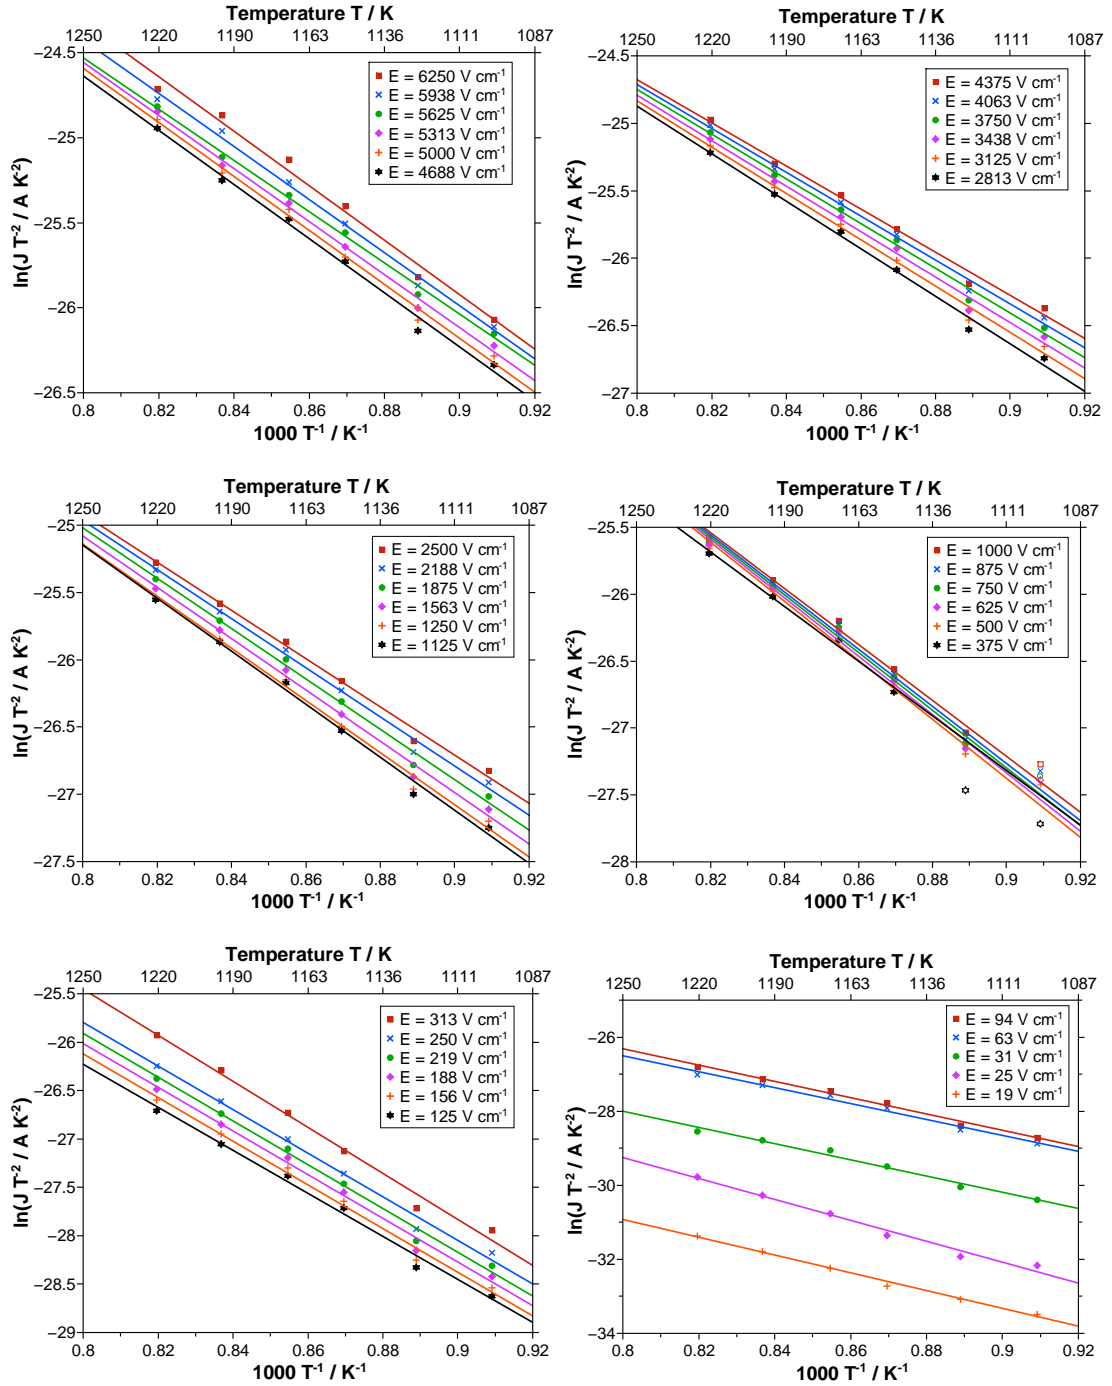 Temperature T / K
1250 1220 1190 1163 1136 1111 1087
−24.5
−25
−25.5
−26
−26.5
ln(J T⁻² / A K⁻²)
E = 6250 V cm⁻¹
E = 5938 V cm⁻¹
E = 5625 V cm⁻¹
E = 5313 V cm⁻¹
E = 5000 V cm⁻¹
E = 4688 V cm⁻¹
0.8 0.82 0.84 0.86 0.88 0.9 0.92
1000 T⁻¹ / K⁻¹
Temperature T / K
1250 1220 1190 1163 1136 1111 1087
−24.5
−25
−25.5
−26
−26.5
−27
ln(J T⁻² / A K⁻²)
E = 4375 V cm⁻¹
E = 4063 V cm⁻¹
E = 3750 V cm⁻¹
E = 3438 V cm⁻¹
E = 3125 V cm⁻¹
E = 2813 V cm⁻¹
0.8 0.82 0.84 0.86 0.88 0.9 0.92
1000 T⁻¹ / K⁻¹
Temperature T / K
1250 1220 1190 1163 1136 1111 1087
−25
−25.5
−26
−26.5
−27
−27.5
ln(J T⁻² / A K⁻²)
E = 2500 V cm⁻¹
E = 2188 V cm⁻¹
E = 1875 V cm⁻¹
E = 1563 V cm⁻¹
E = 1250 V cm⁻¹
E = 1125 V cm⁻¹
0.8 0.82 0.84 0.86 0.88 0.9 0.92
1000 T⁻¹ / K⁻¹
Temperature T / K
1250 1220 1190 1163 1136 1111 1087
−25.5
−26
−26.5
−27
−27.5
−28
ln(J T⁻² / A K⁻²)
E = 1000 V cm⁻¹
E = 875 V cm⁻¹
E = 750 V cm⁻¹
E = 625 V cm⁻¹
E = 500 V cm⁻¹
E = 375 V cm⁻¹
0.8 0.82 0.84 0.86 0.88 0.9 0.92
1000 T⁻¹ / K⁻¹
Temperature T / K
1250 1220 1190 1163 1136 1111 1087
−25.5
−26
−26.5
−27
−27.5
−28
−28.5
−29
ln(J T⁻² / A K⁻²)
E = 313 V cm⁻¹
E = 250 V cm⁻¹
E = 219 V cm⁻¹
E = 188 V cm⁻¹
E = 156 V cm⁻¹
E = 125 V cm⁻¹
0.8 0.82 0.84 0.86 0.88 0.9 0.92
1000 T⁻¹ / K⁻¹
Temperature T / K
1250 1220 1190 1163 1136 1111 1087
−26
−28
−30
−32
−34
ln(J T⁻² / A K⁻²)
E = 94 V cm⁻¹
E = 63 V cm⁻¹
E = 31 V cm⁻¹
E = 25 V cm⁻¹
E = 19 V cm⁻¹
0.8 0.82 0.84 0.86 0.88 0.9 0.92
1000 T⁻¹ / K⁻¹